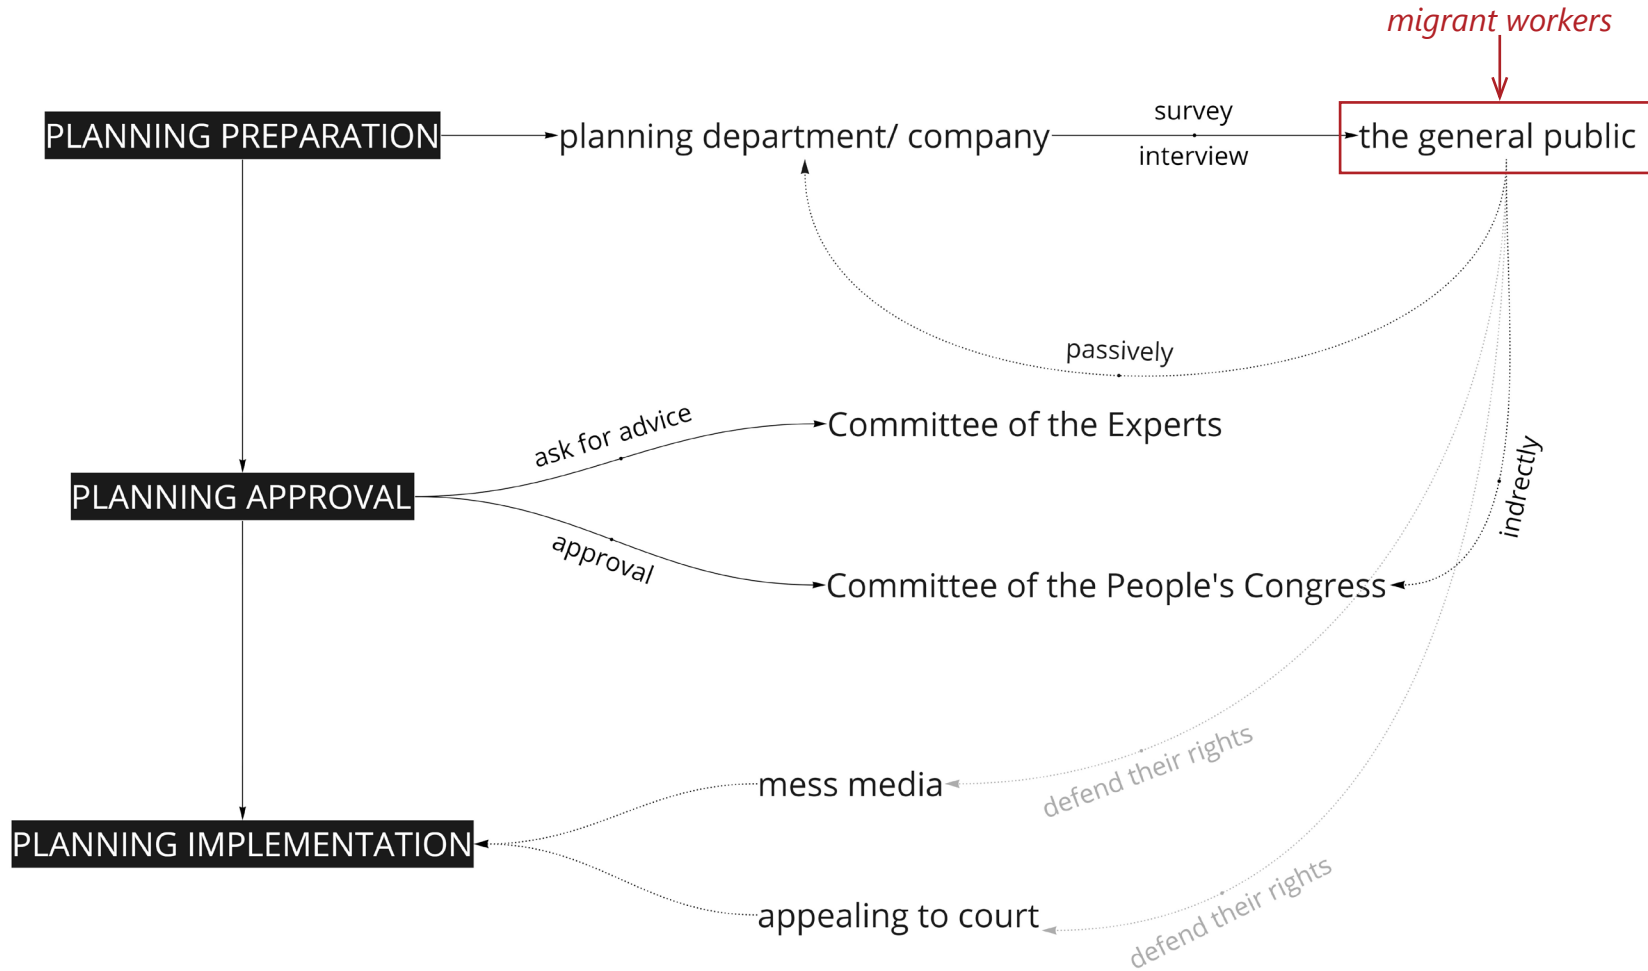 migrant workers
PLANNING PREPARATION
planning department/ company
survey
interview
the general public
passively
ask for advice
Committee of the Experts
PLANNING APPROVAL
indrectly
approval
Committee of the People's Congress
defend their rights
mess media
PLANNING IMPLEMENTATION
defend their rights
appealing to court